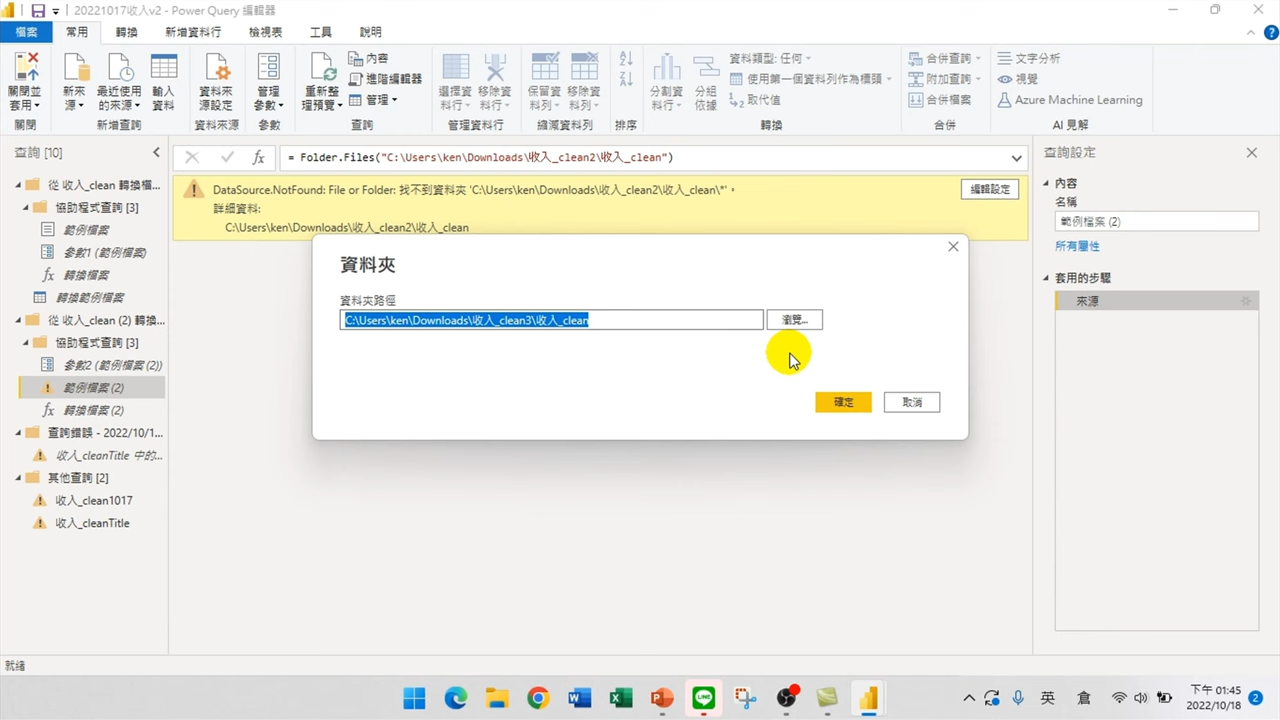 20221017收入v2 - Power Query 編輯器
檔案 常用 轉換 新增資料行 檢視表 工具 說明
關閉並套用 新來源 最近使用的來源 輸入資料 資料來源設定 管理參數 重新整理預覽 內容 進階編輯器 管理 選擇資料行 移除資料行 保留資料列 移除資料列 分割資料行 分組依據 資料類型: 任何 使用第一個資料列作為標頭 取代值 合併查詢 附加查詢 合併檔案 文字分析 視覺 Azure Machine Learning
關閉 新增查詢 資料來源 參數 查詢 管理資料行 縮減資料列 排序 轉換 合併 AI 見解
查詢 [10]
從 收入_clean 轉換檔...
協助程式查詢 [3]
範例檔案
參數1 (範例檔案)
fx 轉換檔案
轉換範例檔案
從 收入_clean (2) 轉換...
協助程式查詢 [3]
參數2 (範例檔案 (2))
範例檔案 (2)
fx 轉換檔案 (2)
查詢錯誤 - 2022/10/1...
收入_cleanTitle 中的...
其他查詢 [2]
收入_clean1017
收入_cleanTitle
fx = Folder.Files("C:\Users\ken\Downloads\收入_clean2\收入_clean")
DataSource.NotFound: File or Folder: 找不到資料夾 'C:\Users\ken\Downloads\收入_clean2\收入_clean\*'。
編輯設定
詳細資料:
C:\Users\ken\Downloads\收入_clean2\收入_clean
資料夾
資料夾路徑
C:\Users\ken\Downloads\收入_clean3\收入_clean
瀏覽...
確定 取消
查詢設定
內容
名稱
範例檔案 (2)
所有屬性
套用的步驟
來源
就緒
英 倉 下午 01:45
2022/10/18 2